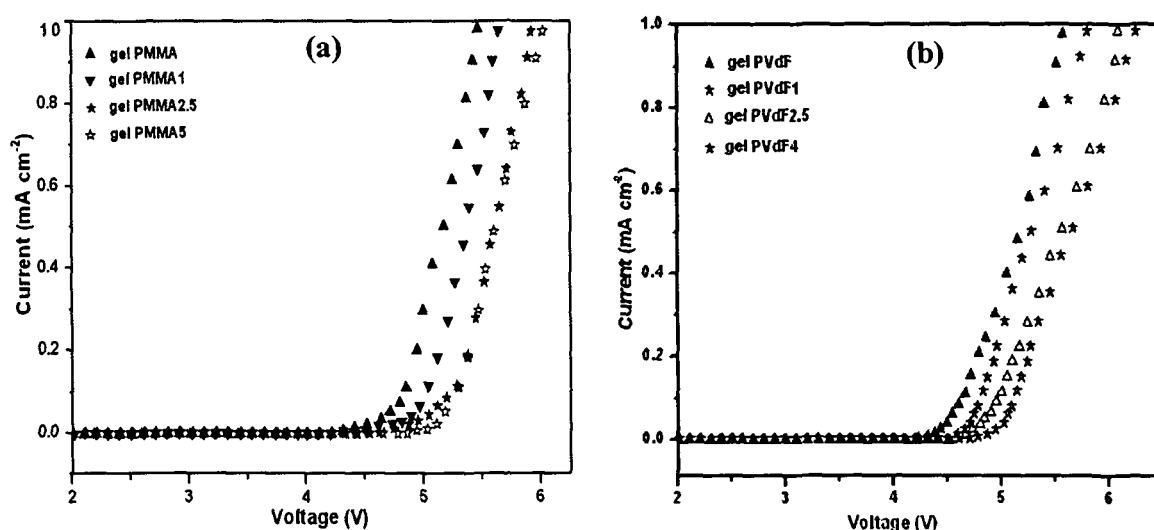 (a)
gel PMMA
gel PMMA1
gel PMMA2.5
gel PMMA5
1.0
0.8
0.6
0.4
0.2
0.0
Current (mA cm⁻²)
2 3 4 5 6
Voltage (V)
(b)
gel PVdF
gel PVdF1
gel PVdF2.5
gel PVdF4
1.0
0.8
0.6
0.4
0.2
0.0
Current (mA cm⁻²)
2 3 4 5 6
Voltage (V)